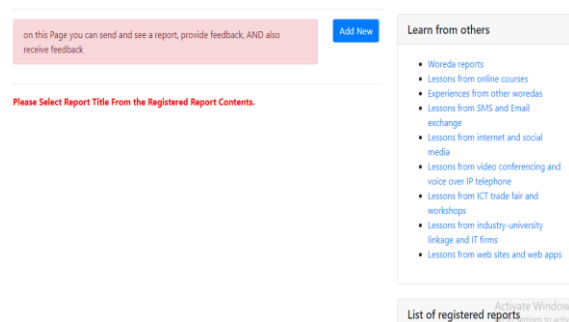 on this Page you can send and see a report, provide feedback, AND also
receive feedback
Add New
Please Select Report Title From the Registered Report Contents.
Learn from others
Woreda reports
Lessons from online courses
Experiences from other woredas
Lessons from SMS and Email
exchange
Lessons from internet and social
media
Lessons from video conferencing and
voice over IP telephone
Lessons from ICT trade fair and
workshops
Lessons from industry-university
linkage and IT firms
Lessons from web sites and web apps
Activate Window
List of registered reports